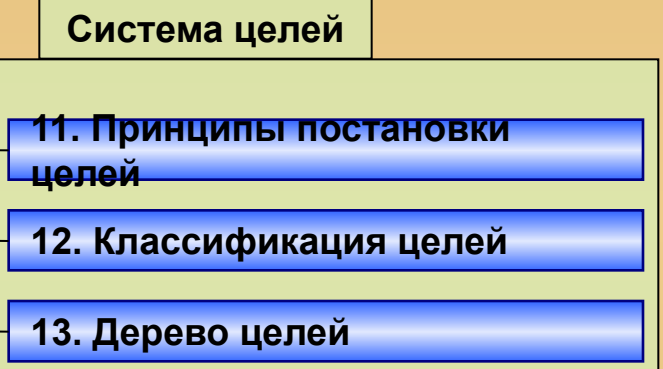 Система целей
11. Принципы постановки
целей
12. Классификация целей
13. Дерево целей